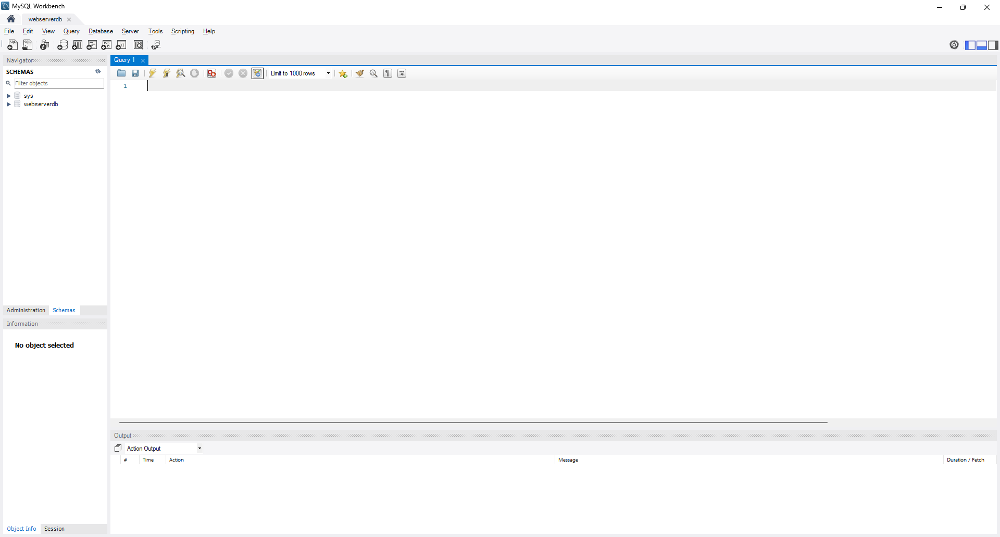 MySQL Workbench
webserverdb
File Edit View Query Database Server Tools Scripting Help
Navigator
SCHEMAS
Filter objects
sys
webserverdb
Administration Schemas
Information
No object selected
Object Info Session
Query 1
Limit to 1000 rows
1
Output
Action Output
# Time Action Message Duration / Fetch